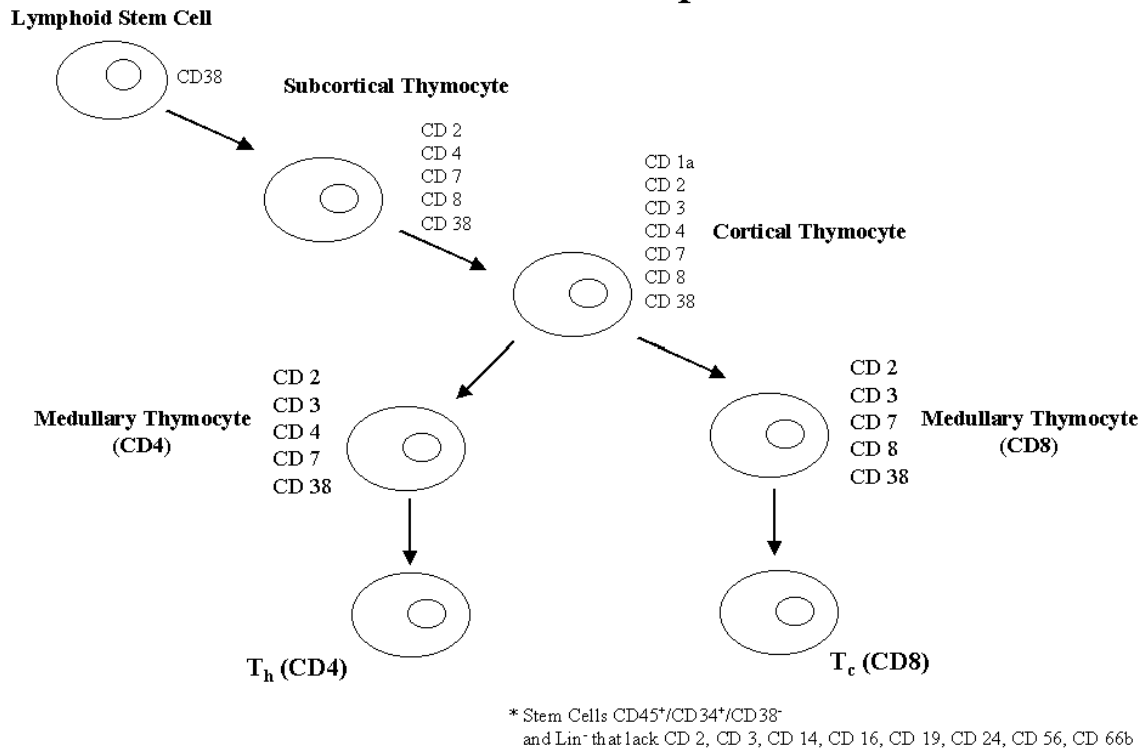 Lymphoid Stem Cell
CD38
Subcortical Thymocyte
CD 2
CD 4
CD 7
CD 8
CD 38
CD 1a
CD 2
CD 3
CD 4
CD 7
CD 8
CD 38
Cortical Thymocyte
CD 2
CD 3
CD 4
CD 7
CD 38
Medullary Thymocyte
(CD4)
CD 2
CD 3
CD 7
CD 8
CD 38
Medullary Thymocyte
(CD8)
Th (CD4)
Tc (CD8)
* Stem Cells CD45⁺/CD34⁺/CD38⁻
and Lin⁻ that lack CD 2, CD 3, CD 14, CD 16, CD 19, CD 24, CD 56, CD 66b